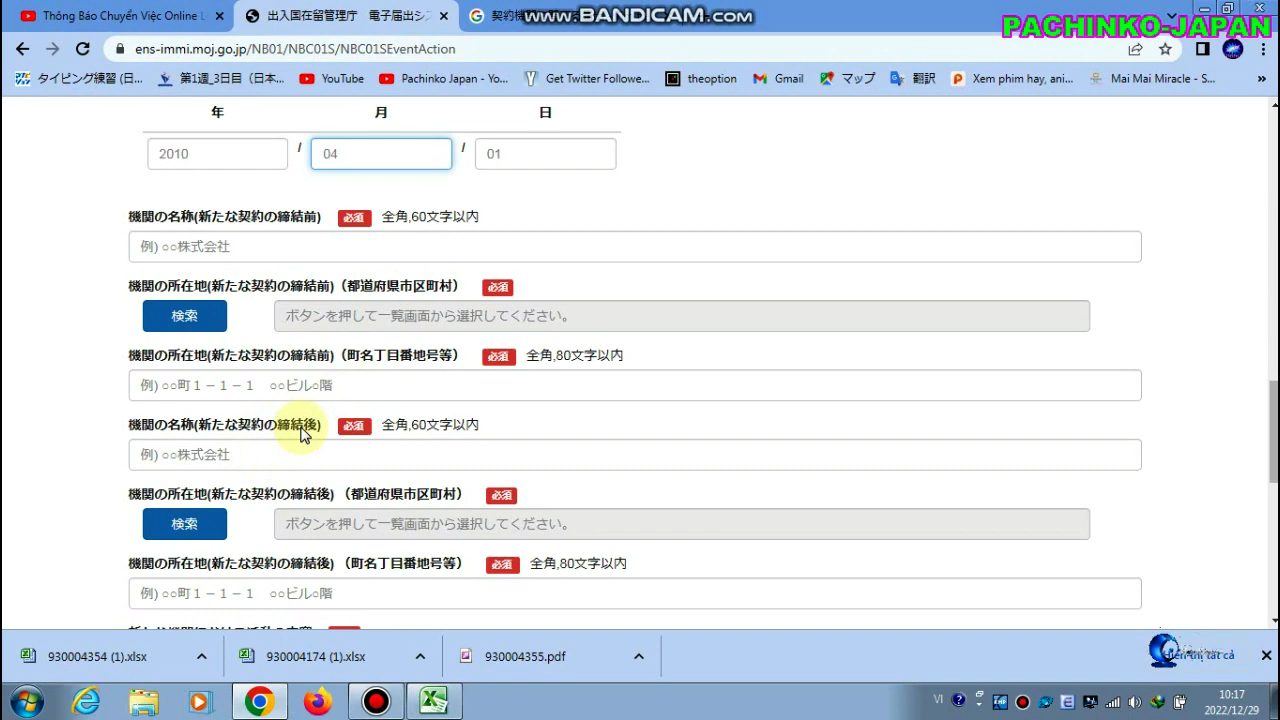 Thông Báo Chuyển Việc Online L
出入国在留管理庁 電子届出シス
契約機
WWW.BANDICAM.COM
PACHINKO-JAPAN
ens-immi.moj.go.jp/NB01/NBC01S/NBC01SEventAction
タイピング練習 (日...
第1週_3日目（日本...
YouTube
Pachinko Japan - Yo...
Get Twitter Followe...
theoption
Gmail
マップ
翻訳
Xem phim hay, ani...
Mai Mai Miracle - S...
»
年 月 日
2010 / 04 / 01
機関の名称(新たな契約の締結前) 必須 全角,60文字以内
例) ○○株式会社
機関の所在地(新たな契約の締結前)（都道府県市区町村） 必須
検索 ボタンを押して一覧画面から選択してください。
機関の所在地(新たな契約の締結前)（町名丁目番地号等） 必須 全角,80文字以内
例) ○○町１－１－１　○○ビル○階
機関の名称(新たな契約の締結後) 必須 全角,60文字以内
例) ○○株式会社
機関の所在地(新たな契約の締結後)（都道府県市区町村） 必須
検索 ボタンを押して一覧画面から選択してください。
機関の所在地(新たな契約の締結後)（町名丁目番地号等） 必須 全角,80文字以内
例) ○○町１－１－１　○○ビル○階
930004354 (1).xlsx
930004174 (1).xlsx
930004355.pdf
Hiển thị tất cả
VI
10:17
2022/12/29